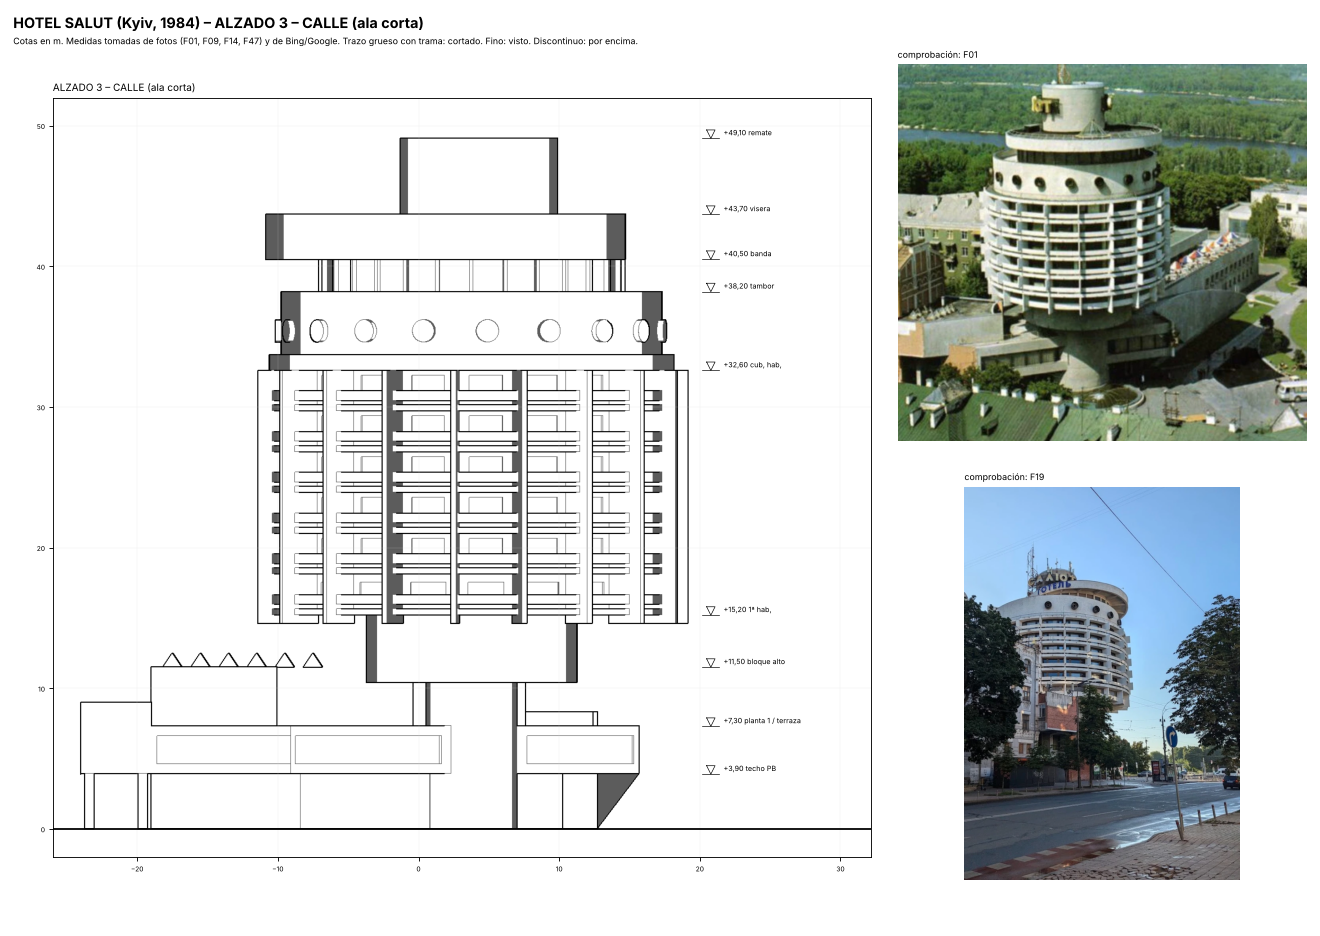 HOTEL SALUT (Kyiv, 1984) – ALZADO 3 – CALLE (ala corta)
Cotas en m. Medidas tomadas de fotos (F01, F09, F14, F47) y de Bing/Google. Trazo grueso con trama: cortado. Fino: visto. Discontinuo: por encima.
comprobación: F01
ALZADO 3 – CALLE (ala corta)
50
40
30
20
10
0
−20
−10
0
10
20
30
+49,10 remate
+43,70 visera
+40,50 banda
+38,20 tambor
+32,60 cub, hab,
+15,20 1ª hab,
+11,50 bloque alto
+7,30 planta 1 / terraza
+3,90 techo PB
comprobación: F19
ГОТЕЛЬ